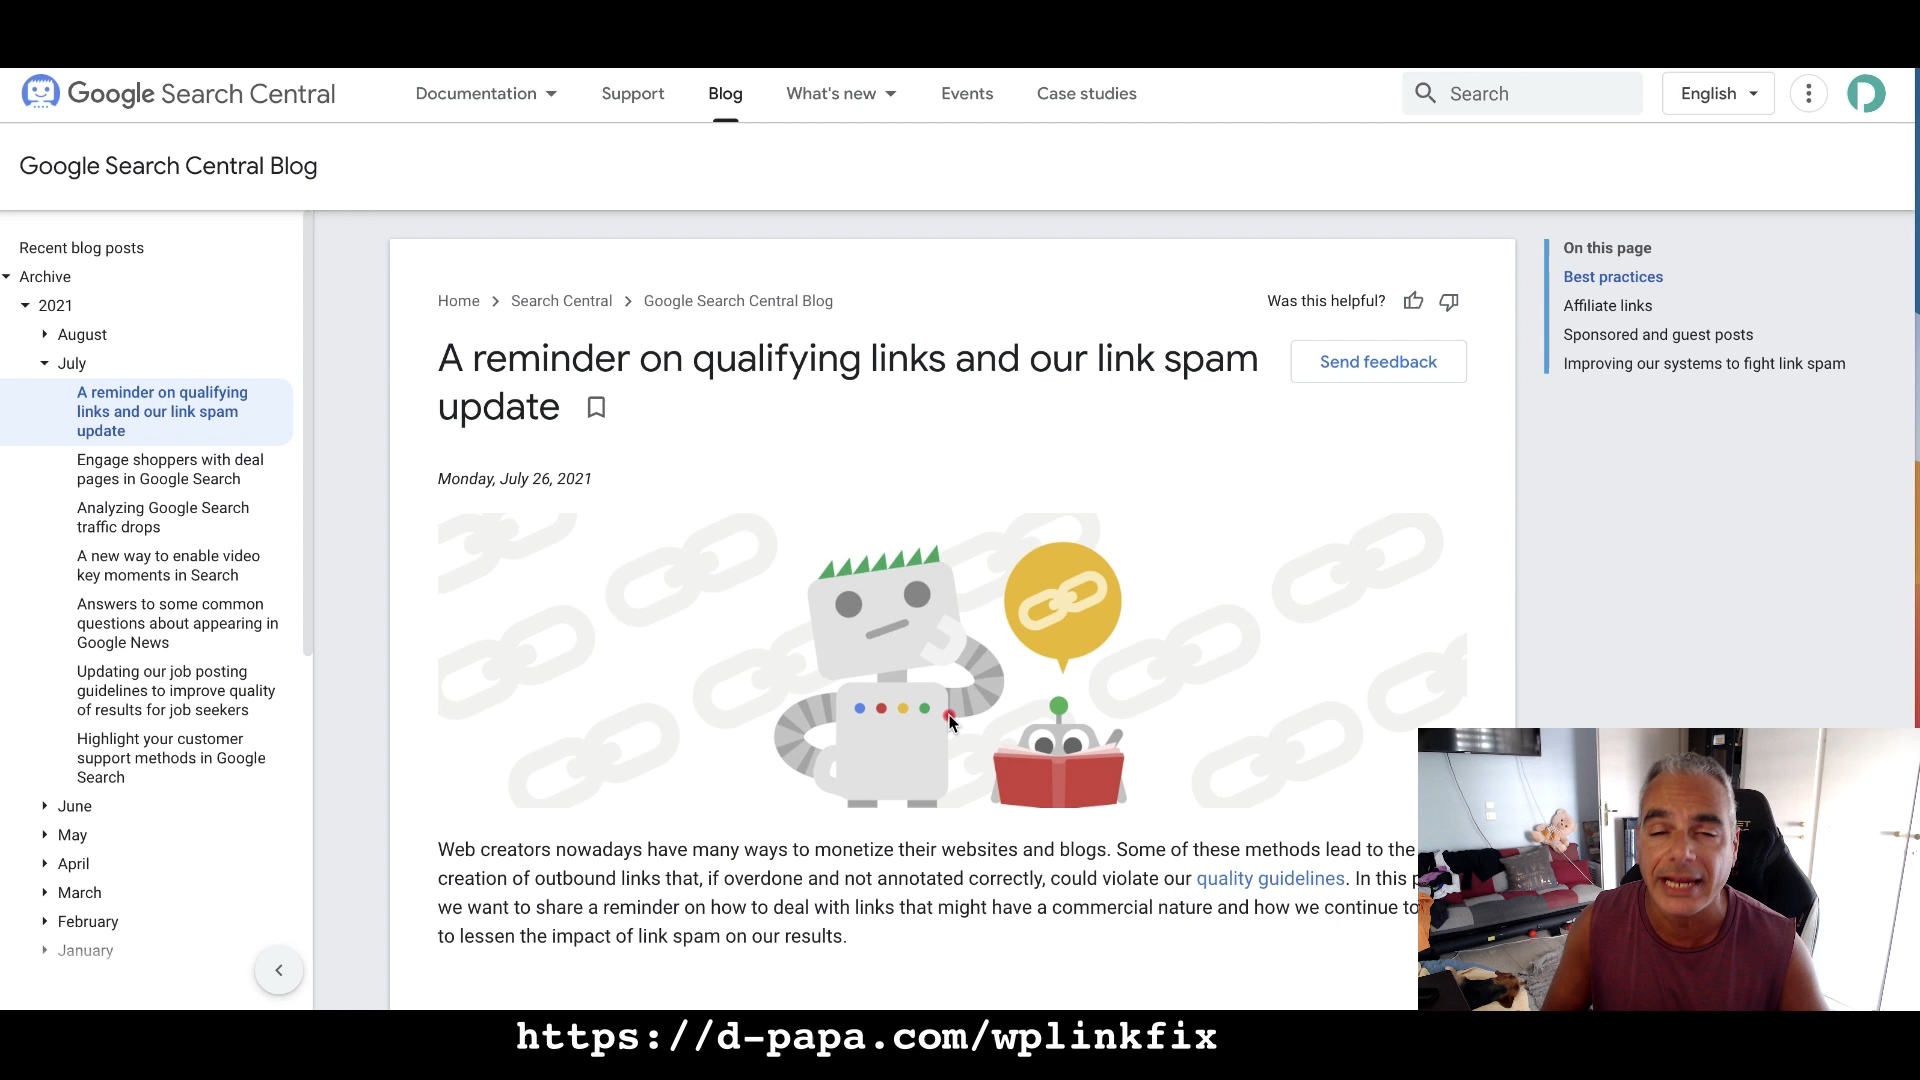 Google Search Central
Documentation
Support
Blog
What's new
Events
Case studies
Search
English
Google Search Central Blog
Recent blog posts
Archive
2021
August
July
A reminder on qualifying
links and our link spam
update
Engage shoppers with deal
pages in Google Search
Analyzing Google Search
traffic drops
A new way to enable video
key moments in Search
Answers to some common
questions about appearing in
Google News
Updating our job posting
guidelines to improve quality
of results for job seekers
Highlight your customer
support methods in Google
Search
June
May
April
March
February
January
Home > Search Central > Google Search Central Blog
Was this helpful?
A reminder on qualifying links and our link spam
update
Send feedback
Monday, July 26, 2021
Web creators nowadays have many ways to monetize their websites and blogs. Some of these methods lead to the
creation of outbound links that, if overdone and not annotated correctly, could violate our quality guidelines. In this
we want to share a reminder on how to deal with links that might have a commercial nature and how we continue to
to lessen the impact of link spam on our results.
On this page
Best practices
Affiliate links
Sponsored and guest posts
Improving our systems to fight link spam
https://d-papa.com/wplinkfix